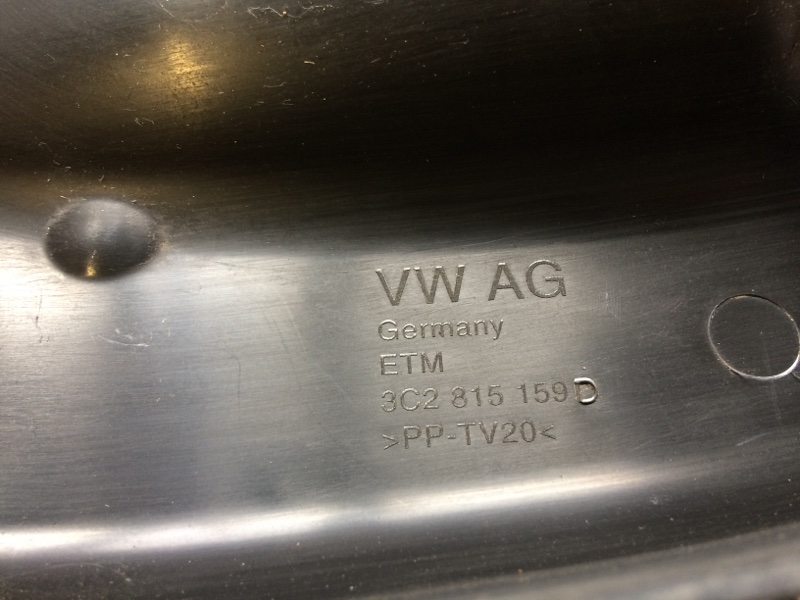 VW AG
Germany
ETM
3C2 815 159 D
>PP-TV20<